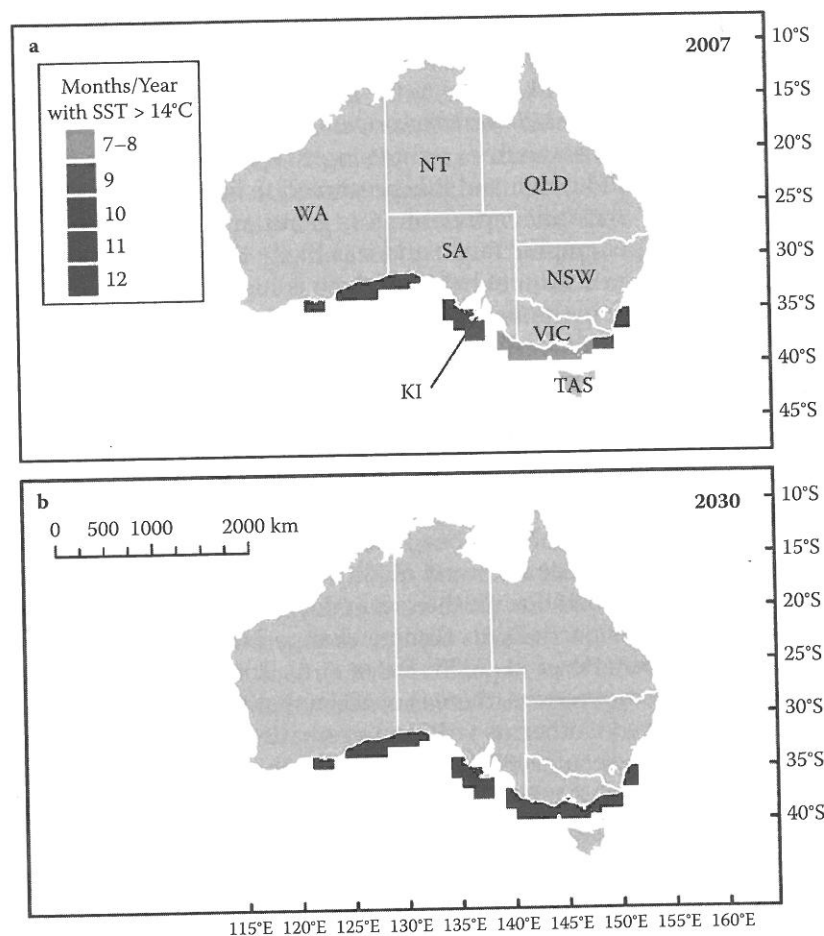 a
2007
Months/Year
with SST > 14°C
7–8
9
10
11
12
WA
NT
QLD
SA
NSW
VIC
TAS
KI
10°S
15°S
20°S
25°S
30°S
35°S
40°S
45°S
b
2030
0 500 1000 2000 km
10°S
15°S
20°S
25°S
30°S
35°S
40°S
115°E 120°E 125°E 130°E 135°E 140°E 145°E 150°E 155°E 160°E